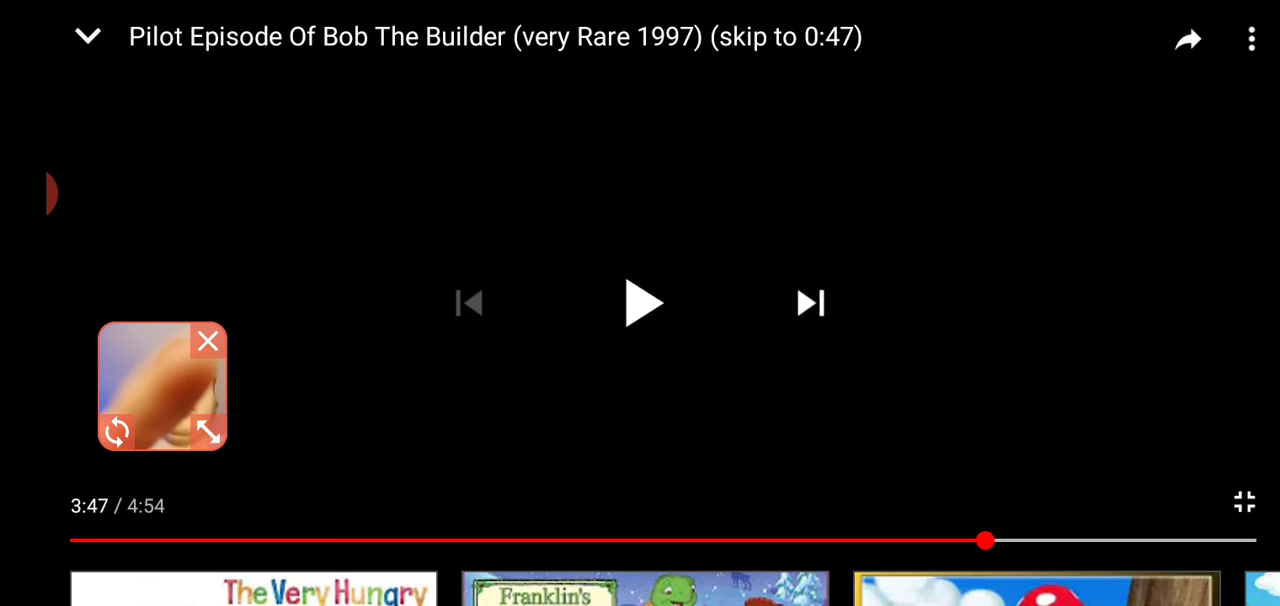 Pilot Episode Of Bob The Builder (very Rare 1997) (skip to 0:47)
3:47 / 4:54
The Very Hungry
Franklin's